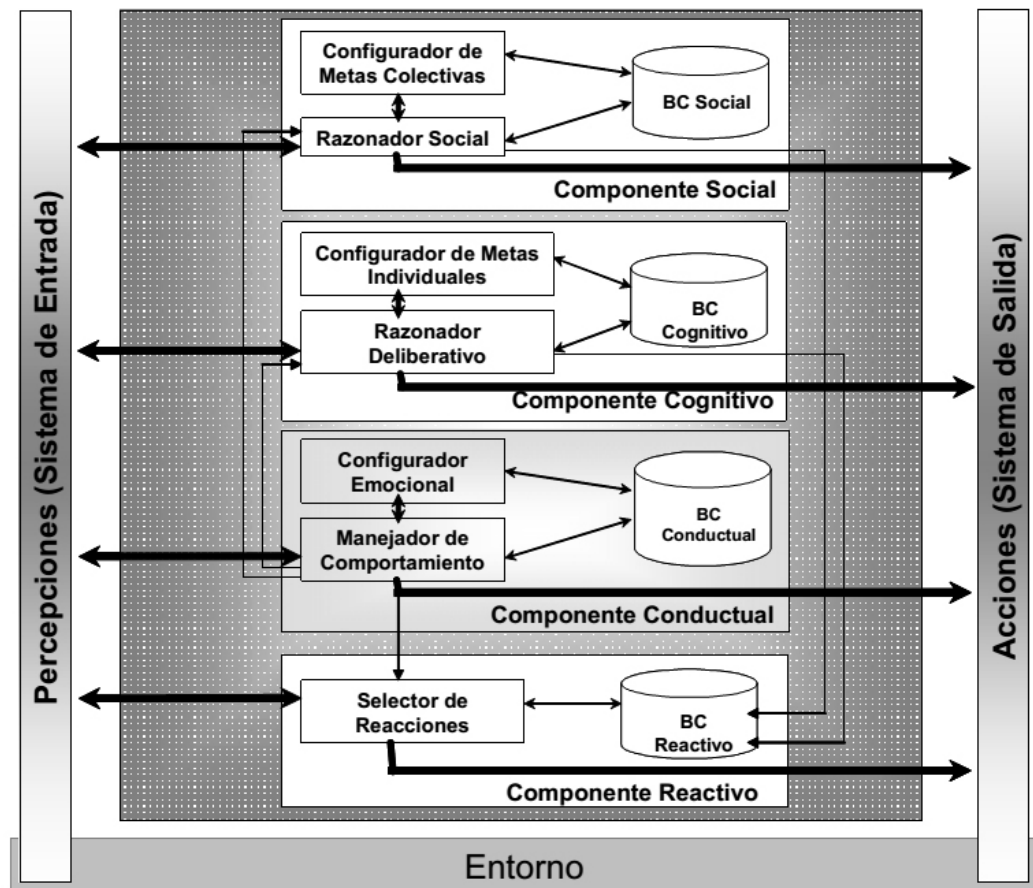 Percepciones (Sistema de Entrada)
Configurador de
Metas Colectivas
Razonador Social
BC Social
Componente Social
Configurador de Metas
Individuales
Razonador
Deliberativo
BC
Cognitivo
Componente Cognitivo
Configurador
Emocional
Manejador de
Comportamiento
BC
Conductual
Componente Conductual
Selector de
Reacciones
BC
Reactivo
Componente Reactivo
Acciones (Sistema de Salida)
Entorno